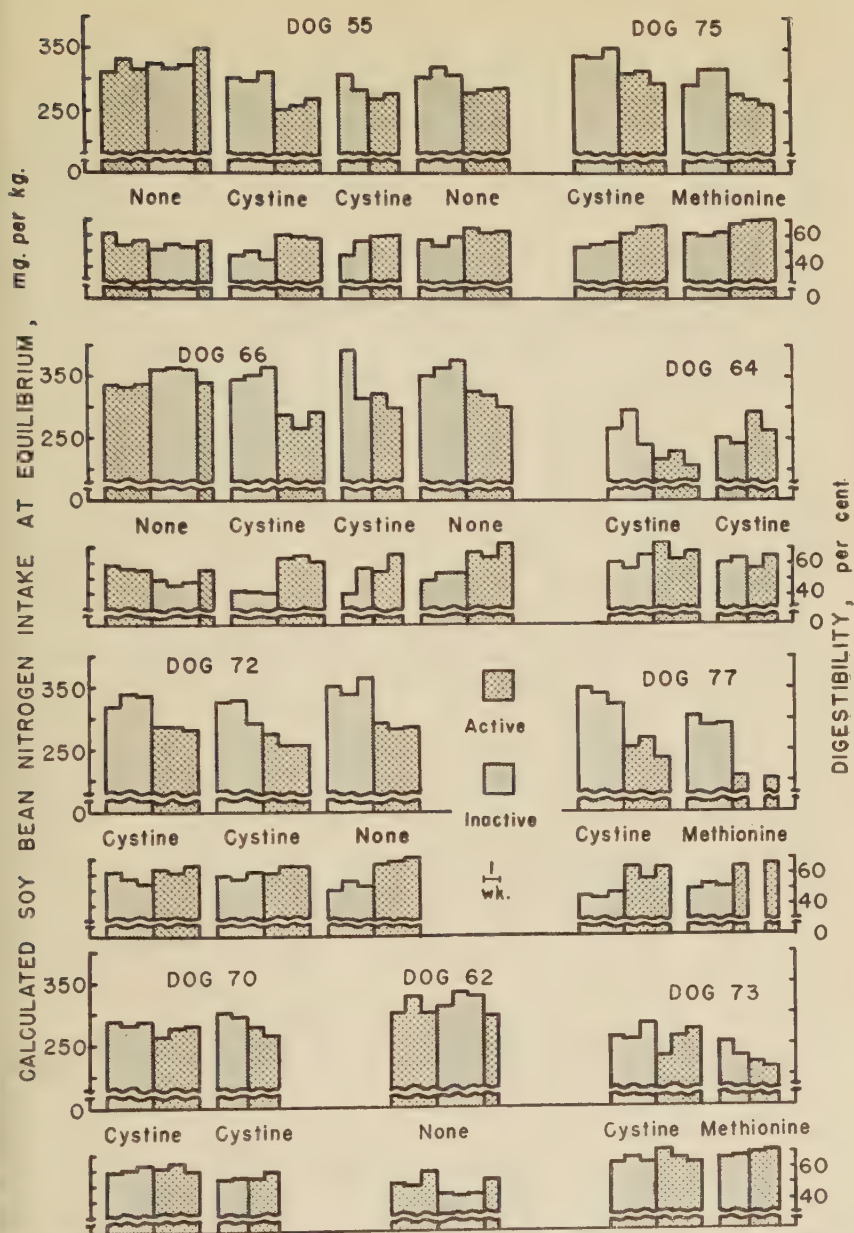 CALCULATED SOY BEAN NITROGEN INTAKE AT EQUILIBRIUM, mg. per kg.
DIGESTIBILITY, per cent.
DOG 55 DOG 75
350
250
0
None Cystine Cystine None Cystine Methionine
60
40
0
DOG 66 DOG 64
350
250
0
None Cystine Cystine None Cystine Cystine
60
40
0
DOG 72 DOG 77
350
250
0
Active
Inactive
Cystine Cystine None Cystine Methionine
1
wk.
60
40
0
DOG 70 DOG 62 DOG 73
350
250
0
Cystine Cystine None Cystine Methionine
60
40